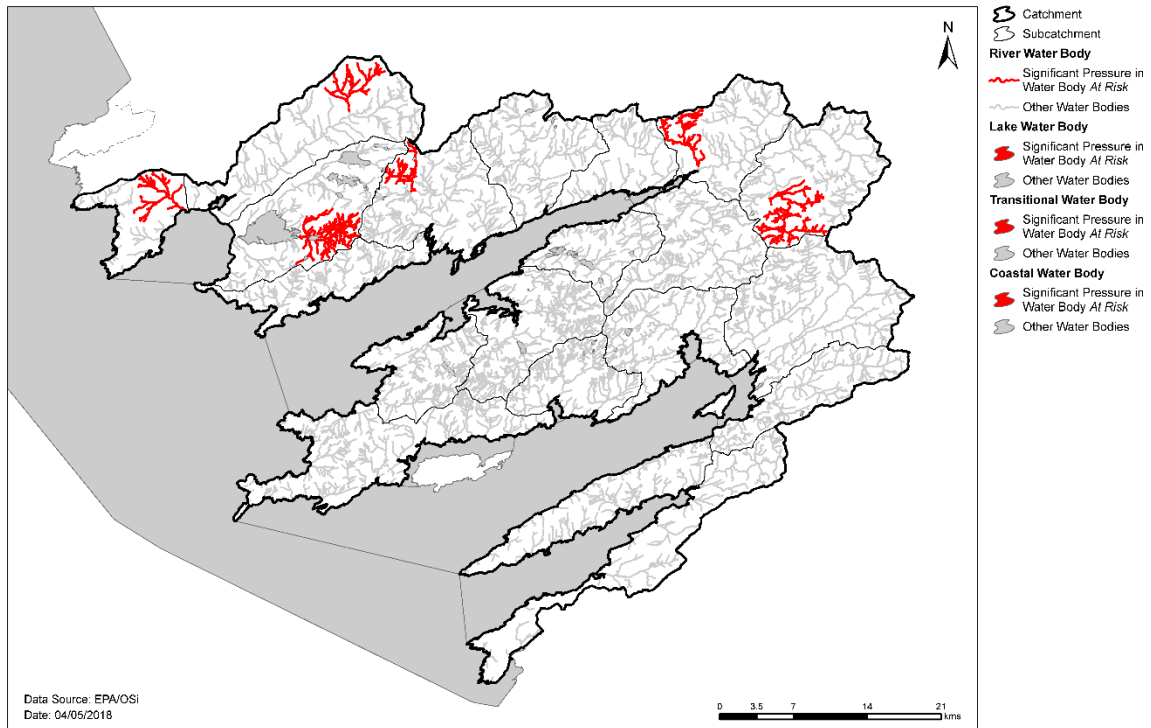 N
Catchment
Subcatchment
River Water Body
Significant Pressure in
Water Body At Risk
Other Water Bodies
Lake Water Body
Significant Pressure in
Water Body At Risk
Other Water Bodies
Transitional Water Body
Significant Pressure in
Water Body At Risk
Other Water Bodies
Coastal Water Body
Significant Pressure in
Water Body At Risk
Other Water Bodies
Data Source: EPA/OSi
Date: 04/05/2018
0 3.5 7 14 21
kms